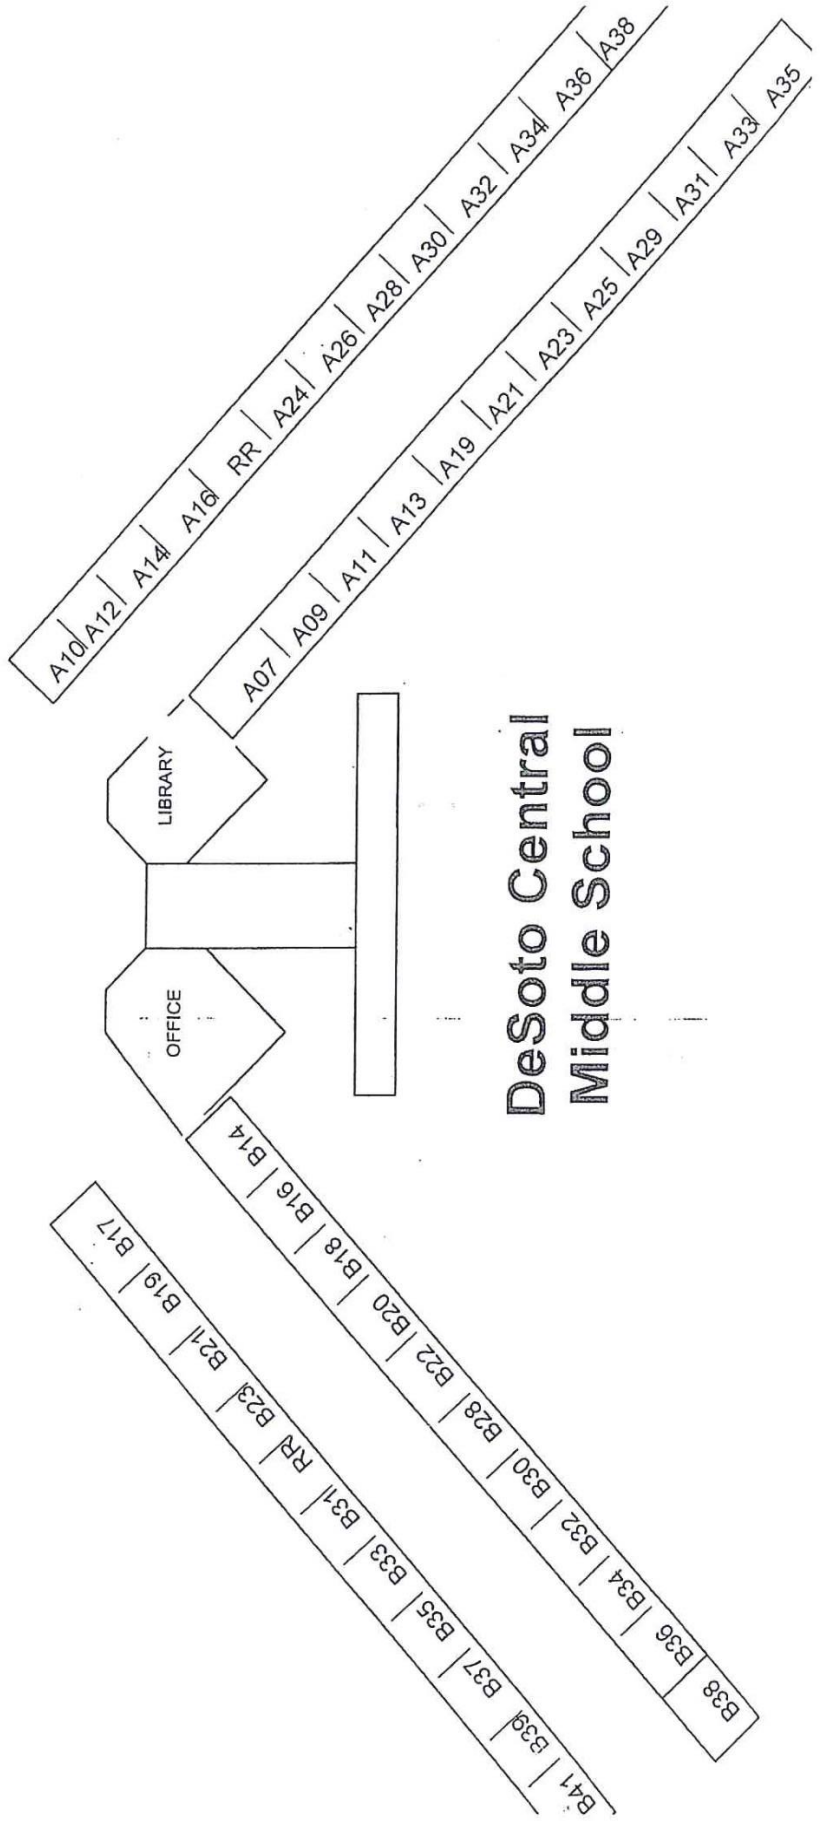 A10
A12
A14
A16
RR
A24
A26
A28
A30
A32
A34
A36
A38
A07
A09
A11
A13
A19
A21
A23
A25
A29
A31
A33
A35
LIBRARY
OFFICE
DeSoto Central
Middle School
B17
B19
B21
B23
RR
B31
B33
B35
B37
B39
B41
B14
B16
B18
B20
B22
B28
B30
B32
B34
B36
B38